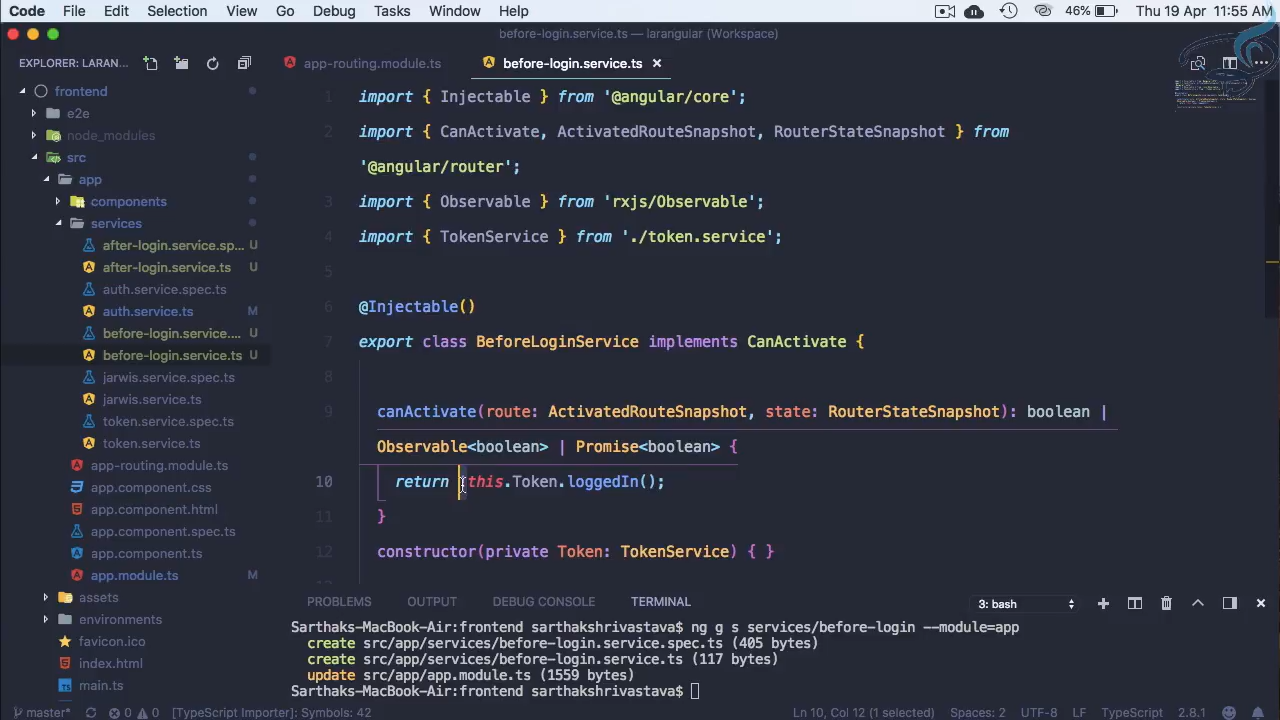 Code File Edit Selection View Go Debug Tasks Window Help 46% Thu 19 Apr 11:55 AM
before-login.service.ts — larangular (Workspace)
EXPLORER: LARAN... app-routing.module.ts before-login.service.ts
frontend
e2e
node_modules
src
app
components
services
after-login.service.sp... U
after-login.service.ts U
auth.service.spec.ts
auth.service.ts M
before-login.service.... U
before-login.service.ts U
jarwis.service.spec.ts
jarwis.service.ts
token.service.spec.ts
token.service.ts
app-routing.module.ts
app.component.css
app.component.html
app.component.spec.ts
app.component.ts
app.module.ts M
assets
environments
favicon.ico
index.html
main.ts
1 import { Injectable } from '@angular/core';
2 import { CanActivate, ActivatedRouteSnapshot, RouterStateSnapshot } from
'@angular/router';
3 import { Observable } from 'rxjs/Observable';
4 import { TokenService } from './token.service';
5
6 @Injectable()
7 export class BeforeLoginService implements CanActivate {
8
9 canActivate(route: ActivatedRouteSnapshot, state: RouterStateSnapshot): boolean |
Observable<boolean> | Promise<boolean> {
10 return this.Token.loggedIn();
11 }
12 constructor(private Token: TokenService) { }
PROBLEMS OUTPUT DEBUG CONSOLE TERMINAL 3: bash
Sarthaks-MacBook-Air:frontend sarthakshrivastava$ ng g s services/before-login --module=app
create src/app/services/before-login.service.spec.ts (405 bytes)
create src/app/services/before-login.service.ts (117 bytes)
update src/app/app.module.ts (1559 bytes)
Sarthaks-MacBook-Air:frontend sarthakshrivastava$
master* 0 0 [TypeScript Importer]: Symbols: 42 Ln 10, Col 12 (1 selected) Spaces: 2 UTF-8 LF TypeScript 2.8.1